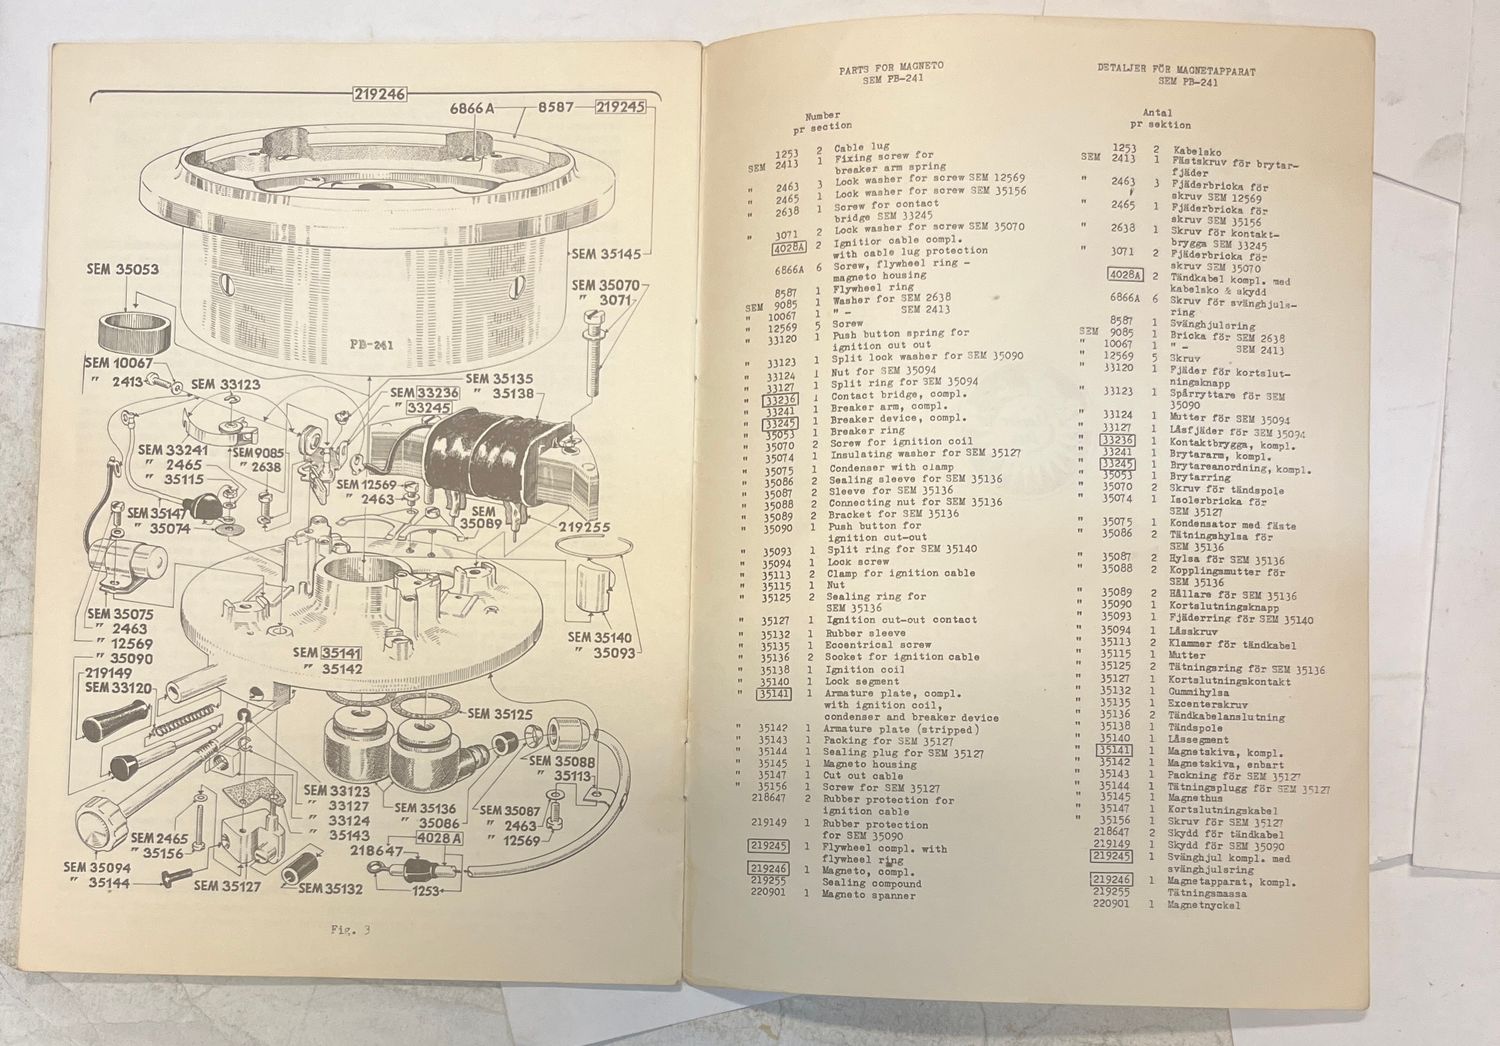 219246
6866A 8587 219245
SEM 35145
SEM 35053
SEM 35070
" 3071
PB-241
SEM 10067
" 2413
SEM 33123
SEM 33236
" 33245
SEM 35135
" 35138
SEM 33241
" 2465
" 35115
SEM 9085
" 2638
SEM 12569
" 2463
SEM 35147
" 35074
SEM
35089
219255
SEM 35075
" 2463
" 12569
" 35090
219149
SEM 33120
SEM 35141
" 35142
SEM 35140
" 35093
SEM 35125
SEM 35088
" 35113
SEM 33123
" 33127
" 33124
" 35143
SEM 35136
" 35086
SEM 35087
" 2463
" 12569
4028 A
218647
1253
SEM 2465
" 35156
SEM 35094
" 35144
SEM 35127
SEM 35132
Fig. 3
PARTS FOR MAGNETO
SEM PB-241
Number
pr section
1253 2 Cable lug
SEM 2413 1 Fixing screw for
breaker arm spring
" 2463 3 Lock washer for screw SEM 12569
" 2465 1 Lock washer for screw SEM 35156
" 2638 1 Screw for contact
bridge SEM 33245
" 3071 2 Lock washer for screw SEM 35070
4028A 2 Ignitior cable compl.
with cable lug protection
6866A 6 Screw, flywheel ring -
magneto housing
8587 1 Flywheel ring
SEM 9085 1 Washer for SEM 2638
" 10067 1 " - SEM 2413
" 12569 5 Screw
" 33120 1 Push button spring for
ignition cut out
" 33123 1 Split lock washer for SEM 35090
" 33124 1 Nut for SEM 35094
" 33127 1 Split ring for SEM 35094
" 33236 1 Contact bridge, compl.
" 33241 1 Breaker arm, compl.
" 33245 1 Breaker device, compl.
" 35053 1 Breaker ring
" 35070 2 Screw for ignition coil
" 35074 1 Insulating washer for SEM 35127
" 35075 1 Condenser with clamp
" 35086 2 Sealing sleeve for SEM 35136
" 35087 2 Sleeve for SEM 35136
" 35088 2 Connecting nut for SEM 35136
" 35089 2 Bracket for SEM 35136
" 35090 1 Push button for
ignition cut-out
" 35093 1 Split ring for SEM 35140
" 35094 1 Lock screw
" 35113 2 Clamp for ignition cable
" 35115 1 Nut
" 35125 2 Sealing ring for
SEM 35136
" 35127 1 Ignition cut-out contact
" 35132 1 Rubber sleeve
" 35135 1 Eccentrical screw
" 35136 2 Socket for ignition cable
" 35138 1 Ignition coil
" 35140 1 Lock segment
" 35141 1 Armature plate, compl.
with ignition coil,
condenser and breaker device
" 35142 1 Armature plate (stripped)
" 35143 1 Packing for SEM 35127
" 35144 1 Sealing plug for SEM 35127
" 35145 1 Magneto housing
" 35147 1 Cut out cable
" 35156 1 Screw for SEM 35127
218647 2 Rubber protection for
ignition cable
219149 1 Rubber protection
for SEM 35090
219245 1 Flywheel compl. with
flywheel ring
219246 1 Magneto, compl.
219255 Sealing compound
220901 1 Magneto spanner
DETALJER FÖR MAGNETAPPARAT
SEM PB-241
Antal
pr sektion
1253 2 Kabelsko
SEM 2413 1 Fästskruv för brytar-
fjäder
" 2463 3 Fjäderbricka för
skruv SEM 12569
" 2465 1 Fjäderbricka för
skruv SEM 35156
" 2638 1 Skruv för kontakt-
brygga SEM 33245
" 3071 2 Fjäderbricka för
skruv SEM 35070
4028A 2 Tändkabel kompl. med
kabelsko & skydd
6866A 6 Skruv för svänghjuls-
ring
8587 1 Svänghjulsring
SEM 9085 1 Bricka för SEM 2638
" 10067 1 " - SEM 2413
" 12569 5 Skruv
" 33120 1 Fjäder för kortslut-
ningsknapp
" 33123 1 Spårryttare för SEM
35090
" 33124 1 Mutter för SEM 35094
" 33127 1 Låsfjäder för SEM 35094
" 33236 1 Kontaktbrygga, kompl.
" 33241 1 Brytararm, kompl.
" 33245 1 Brytareanordning, kompl.
" 35053 1 Brytarring
" 35070 2 Skruv för tändspole
" 35074 1 Isolerbricka för
SEM 35127
" 35075 1 Kondensator med fäste
" 35086 2 Tätningshylsa för
SEM 35136
" 35087 2 Hylsa för SEM 35136
" 35088 2 Kopplingsmutter för
SEM 35136
" 35089 2 Hållare för SEM 35136
" 35090 1 Kortslutningsknapp
" 35093 1 Fjäderring för SEM 35140
" 35094 1 Låsskruv
" 35113 2 Klammer för tändkabel
" 35115 1 Mutter
" 35125 2 Tätningsring för SEM 35136
" 35127 1 Kortslutningskontakt
" 35132 1 Gummihylsa
" 35135 1 Excenterskruv
" 35136 2 Tändkabelanslutning
" 35138 1 Tändspole
" 35140 1 Låssegment
" 35141 1 Magnetskiva, kompl.
" 35142 1 Magnetskiva, enbart
" 35143 1 Packning för SEM 35127
" 35144 1 Tätningsplugg för SEM 35127
" 35145 1 Magnethus
" 35147 1 Kortslutningskabel
" 35156 1 Skruv för SEM 35127
218647 2 Skydd för tändkabel
219149 1 Skydd för SEM 35090
219245 1 Svänghjul kompl. med
svänghjulsring
219246 1 Magnetapparat, kompl.
219255 Tätningsmassa
220901 1 Magnetnyckel